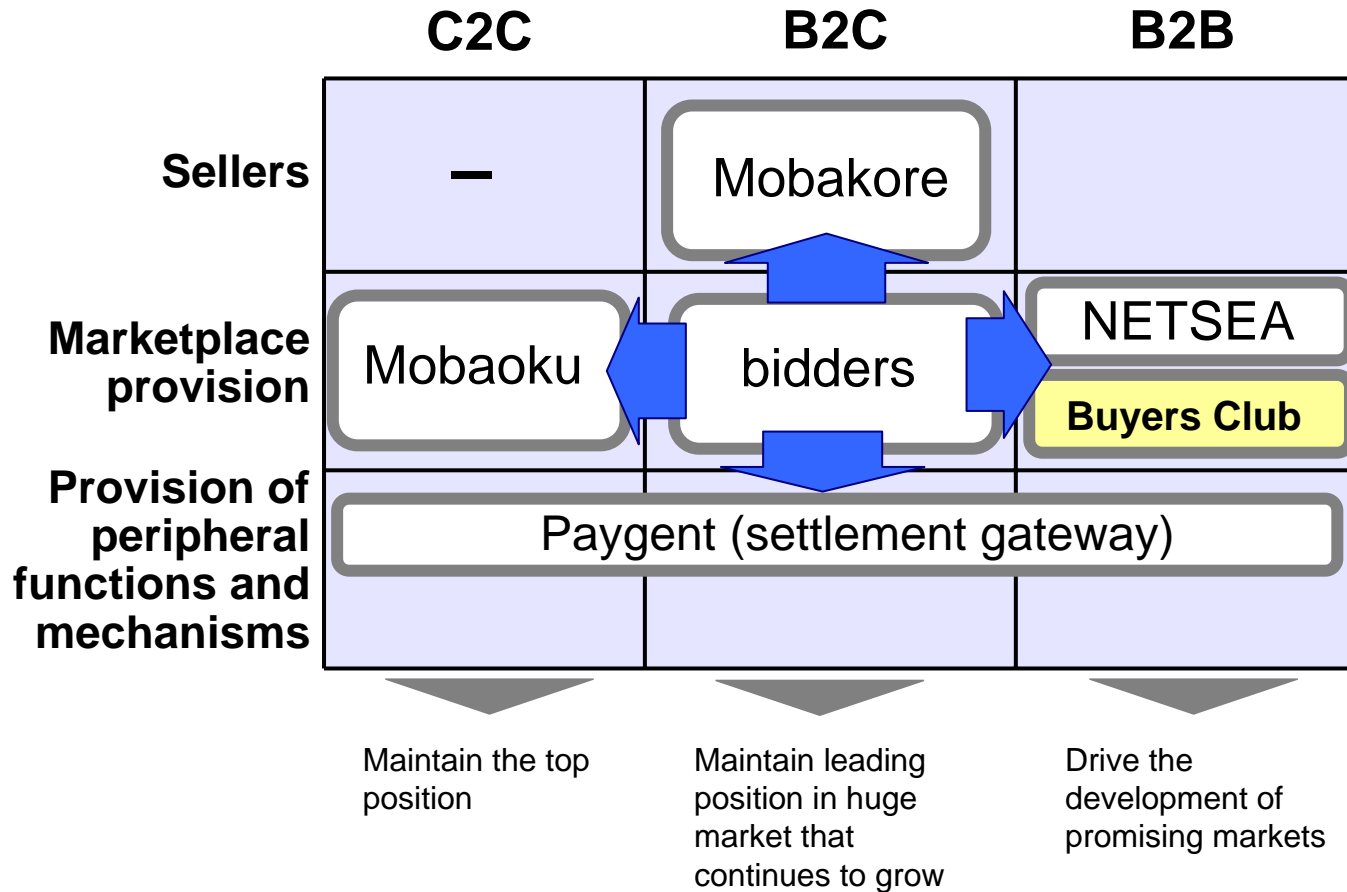 C2C
B2C
B2B
Sellers
–
Mobakore
Marketplace
provision
Mobaoku
bidders
NETSEA
Buyers Club
Provision of
peripheral
functions and
mechanisms
Paygent (settlement gateway)
Maintain the top
position
Maintain leading
position in huge
market that
continues to grow
Drive the
development of
promising markets